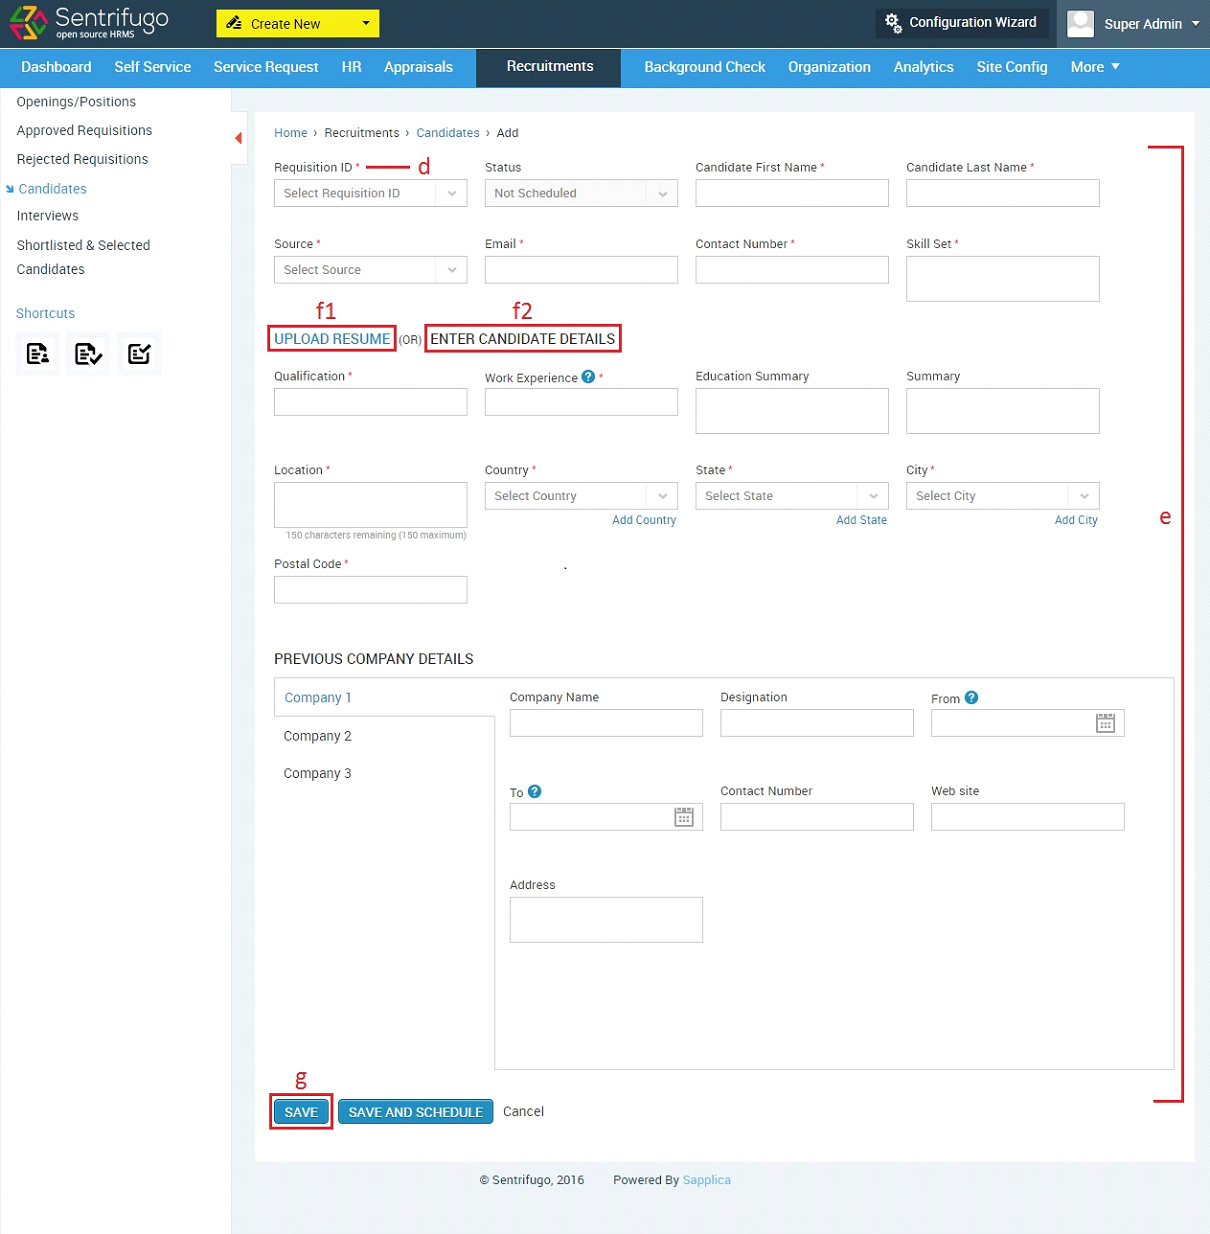 Sentrifugo
open source HRMS
Create New
Configuration Wizard
Super Admin
Dashboard Self Service Service Request HR Appraisals Recruitments Background Check Organization Analytics Site Config More
Openings/Positions
Approved Requisitions
Rejected Requisitions
Candidates
Interviews
Shortlisted & Selected
Candidates
Shortcuts
Home › Recruitments › Candidates › Add
Requisition ID * d Status Candidate First Name * Candidate Last Name *
Select Requisition ID Not Scheduled
Source * Email * Contact Number * Skill Set *
Select Source
f1 f2
UPLOAD RESUME (OR) ENTER CANDIDATE DETAILS
Qualification * Work Experience ? * Education Summary Summary
Location * Country * State * City *
Select Country Select State Select City
Add Country Add State Add City
e
150 characters remaining (150 maximum)
Postal Code *
.
PREVIOUS COMPANY DETAILS
Company 1
Company 2
Company 3
Company Name Designation From ?
To ? Contact Number Web site
Address
g
SAVE SAVE AND SCHEDULE Cancel
© Sentrifugo, 2016 Powered By Sapplica